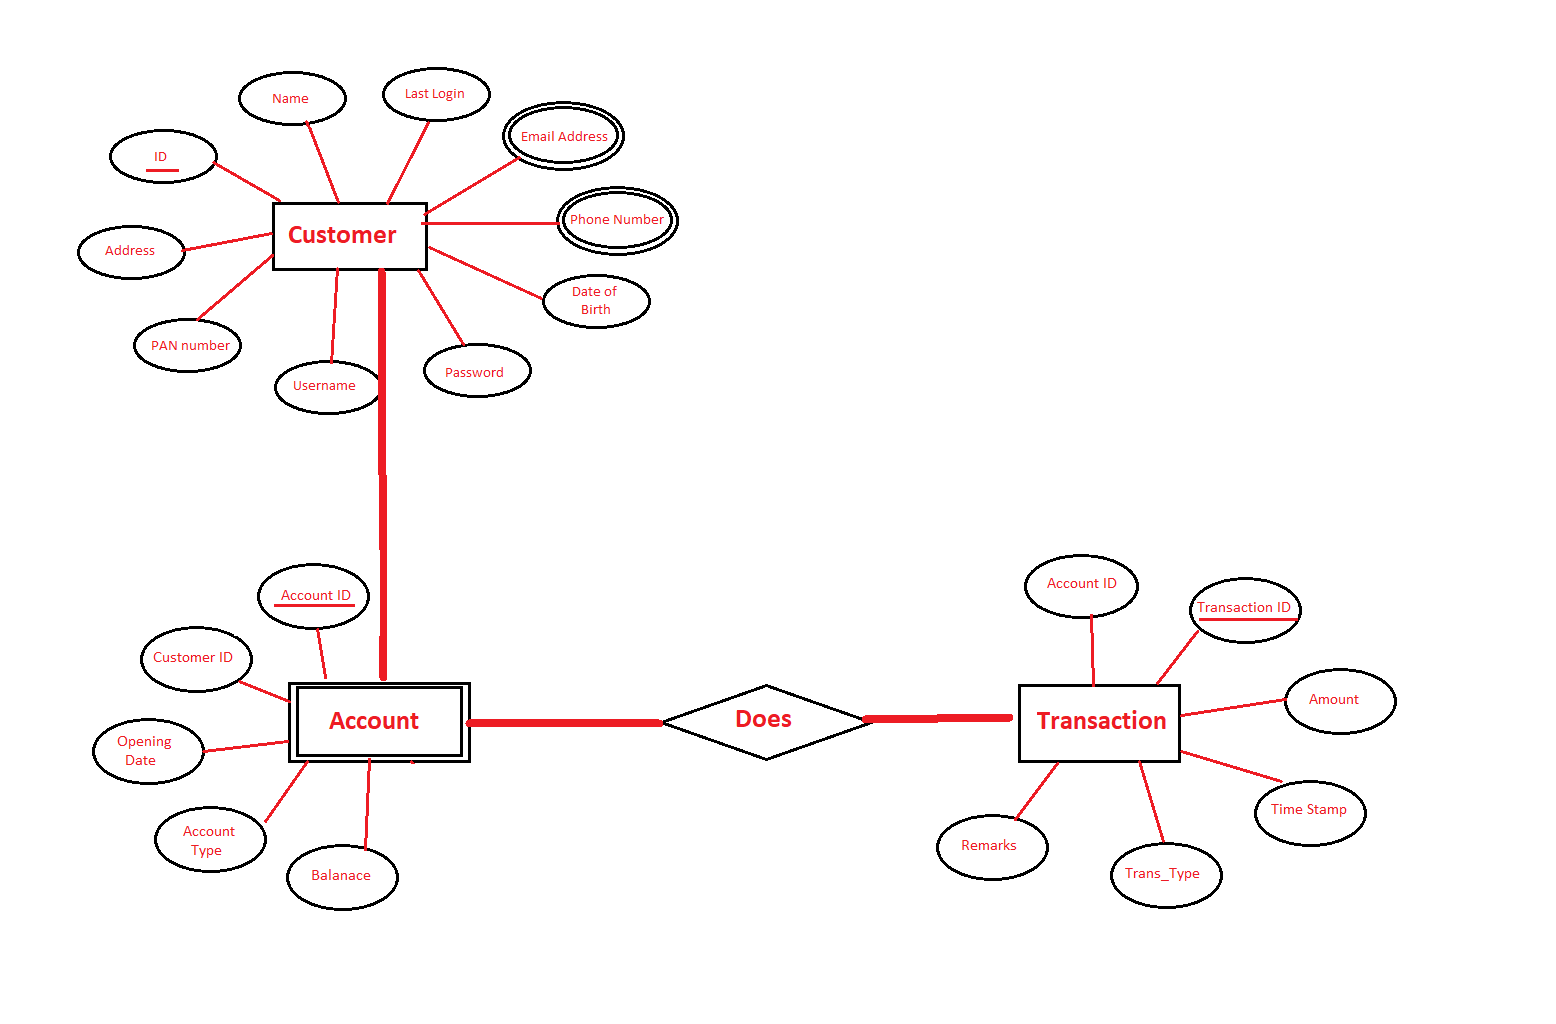 Name
Last Login
Email Address
ID
Phone Number
Customer
Address
Date of
Birth
PAN number
Username
Password
Account ID
Customer ID
Account
Opening
Date
Account
Type
Balanace
Does
Account ID
Transaction ID
Amount
Transaction
Time Stamp
Remarks
Trans_Type